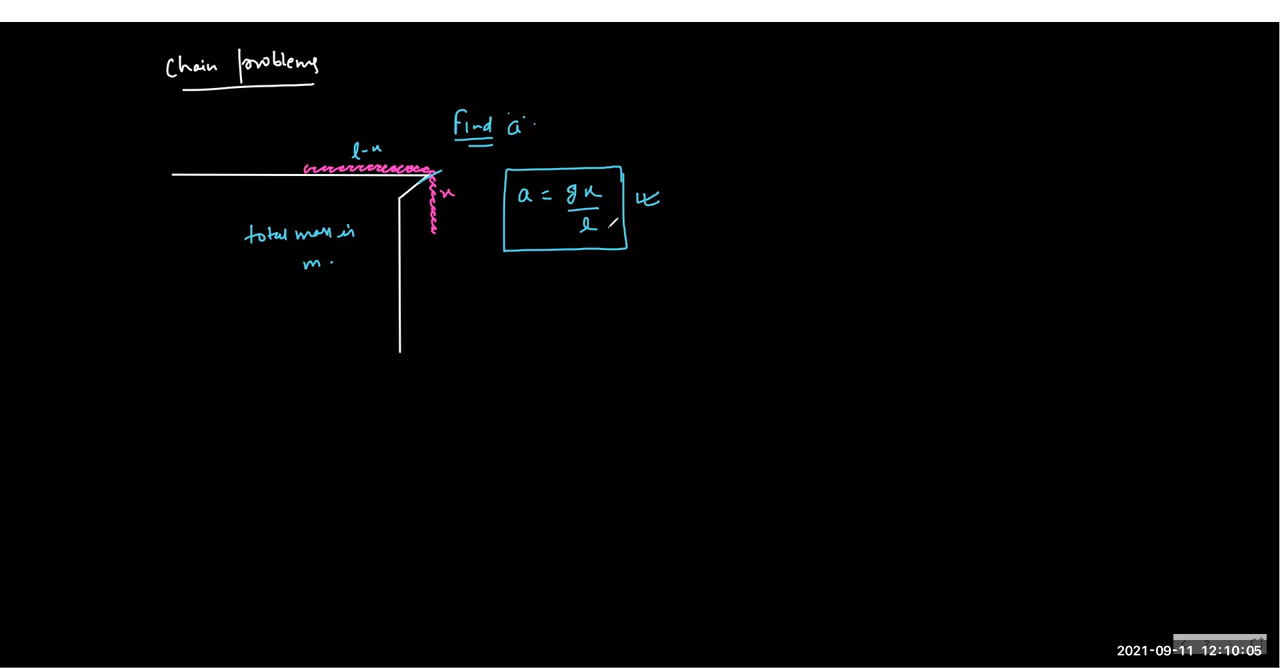 Chain problems
Find 'a'.
l-x
x
a = gx
l
total mass is
m.
2021-09-11 12:10:05